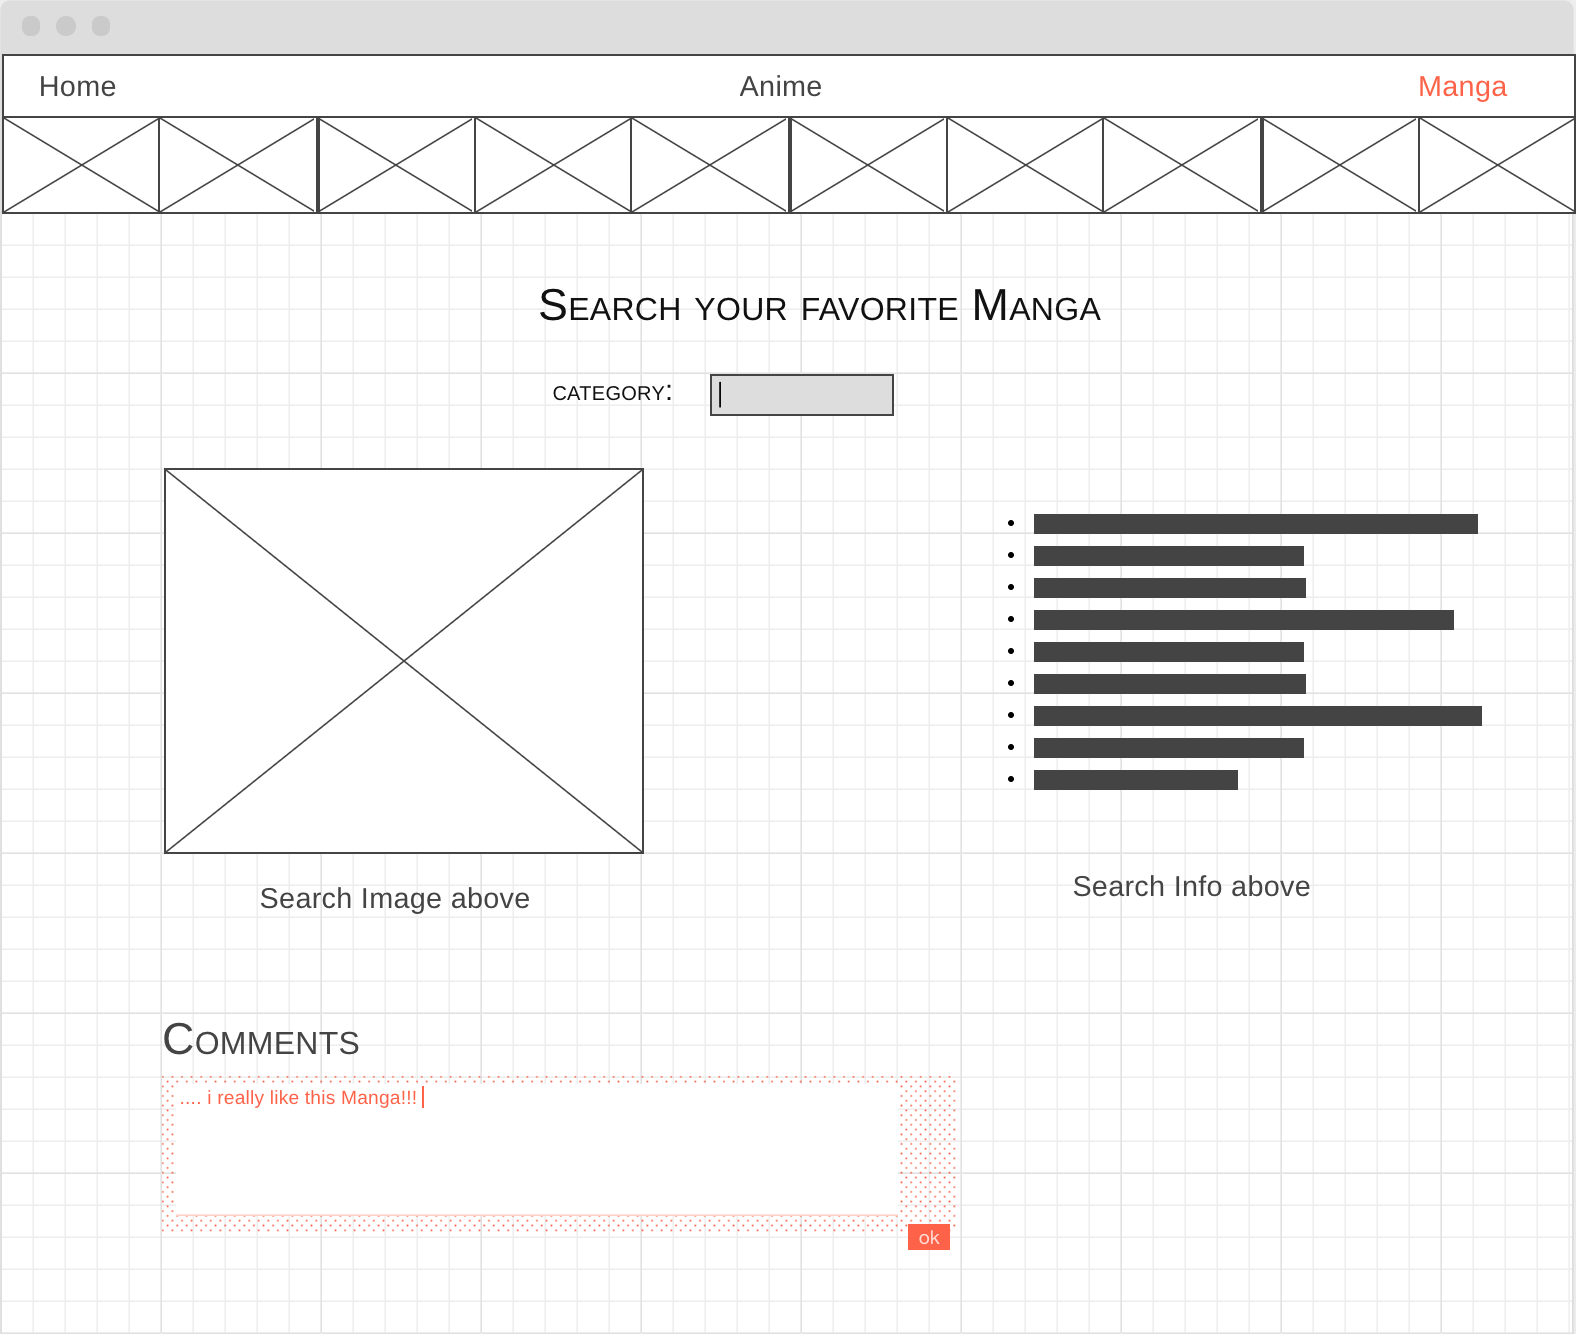 Home Anime Manga
Search your favorite Manga
category:
Search Image above
Search Info above
Comments
.... i really like this Manga!!!
ok